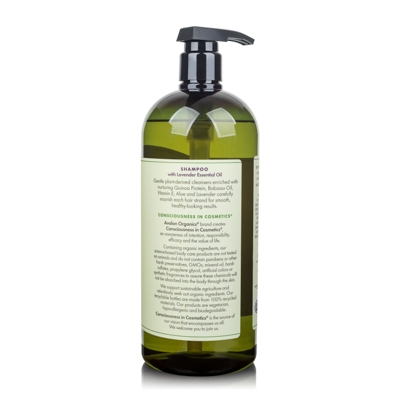 SHAMPOO
with Lavender Essential Oil
Gentle plant-derived cleansers enriched with
nurturing Quinoa Protein, Babassu Oil,
Vitamin E, Aloe and Lavender carefully
nourish each hair strand for smooth,
healthy-looking results.
CONSCIOUSNESS IN COSMETICS®
Avalon Organics® brand creates
Consciousness in Cosmetics®,
an awareness of intention, responsibility,
efficacy and the value of life.
Containing organic ingredients, our
body care products are not tested
on animals and do not contain parabens or other
harsh preservatives, GMOs, mineral oil, harsh
sulfates, propylene glycol, artificial colors or
synthetic fragrances to assure these chemicals will not
be absorbed into the body through the skin.
We support sustainable agriculture and
seek out organic ingredients. Our
recyclable bottles are made from 100% recycled
materials. Our products are vegetarian,
hypo-allergenic and biodegradable.
Consciousness in Cosmetics® is the source of
our vision that encompasses us all.
We welcome you to join us.